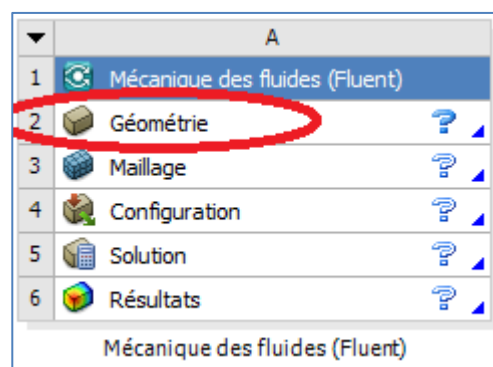 A
1 Mécanique des fluides (Fluent)
2 Géométrie ?
3 Maillage ?
4 Configuration ?
5 Solution ?
6 Résultats ?
Mécanique des fluides (Fluent)